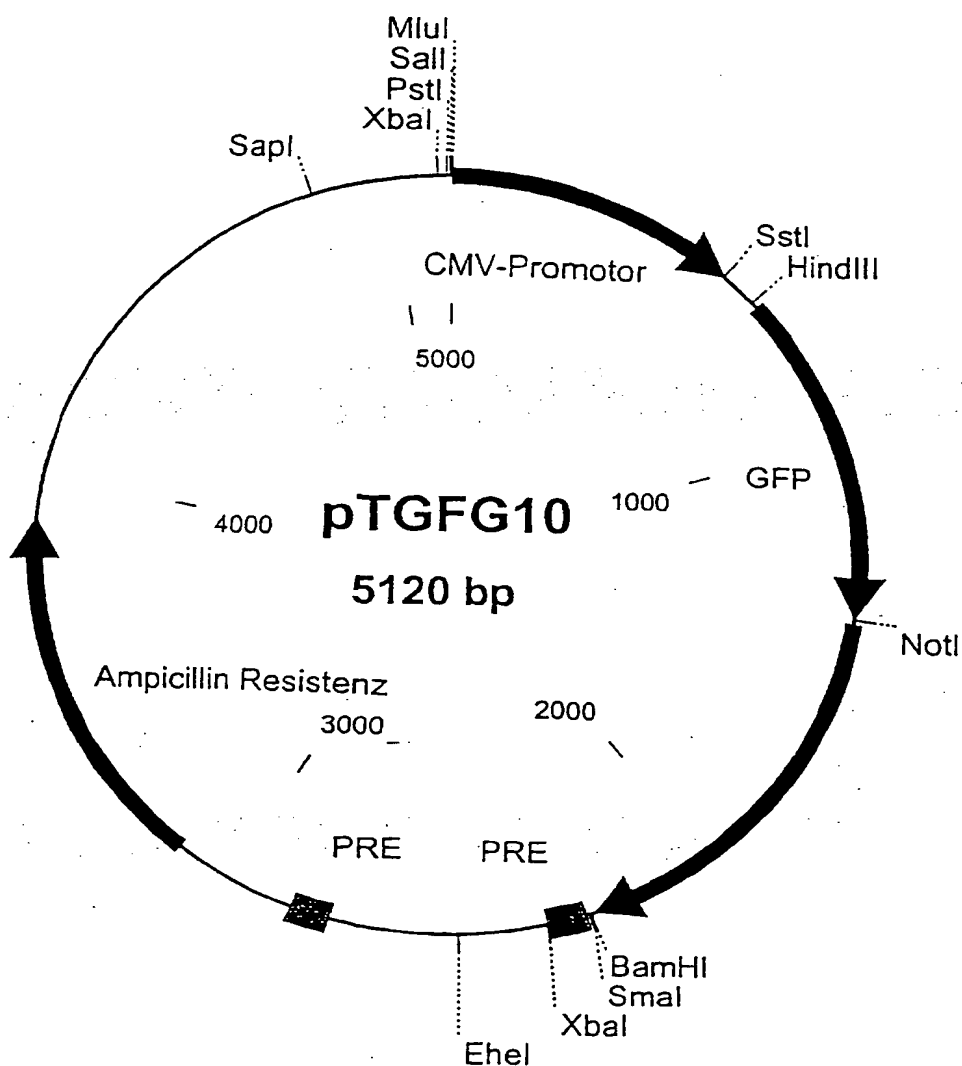 MluI
SalI
PstI
XbaI
SapI
SstI
HindIII
CMV-Promotor
5000
GFP
1000
4000
pTGFG10
5120 bp
NotI
Ampicillin Resistenz
2000
3000
PRE
PRE
BamHI
SmaI
XbaI
EheI